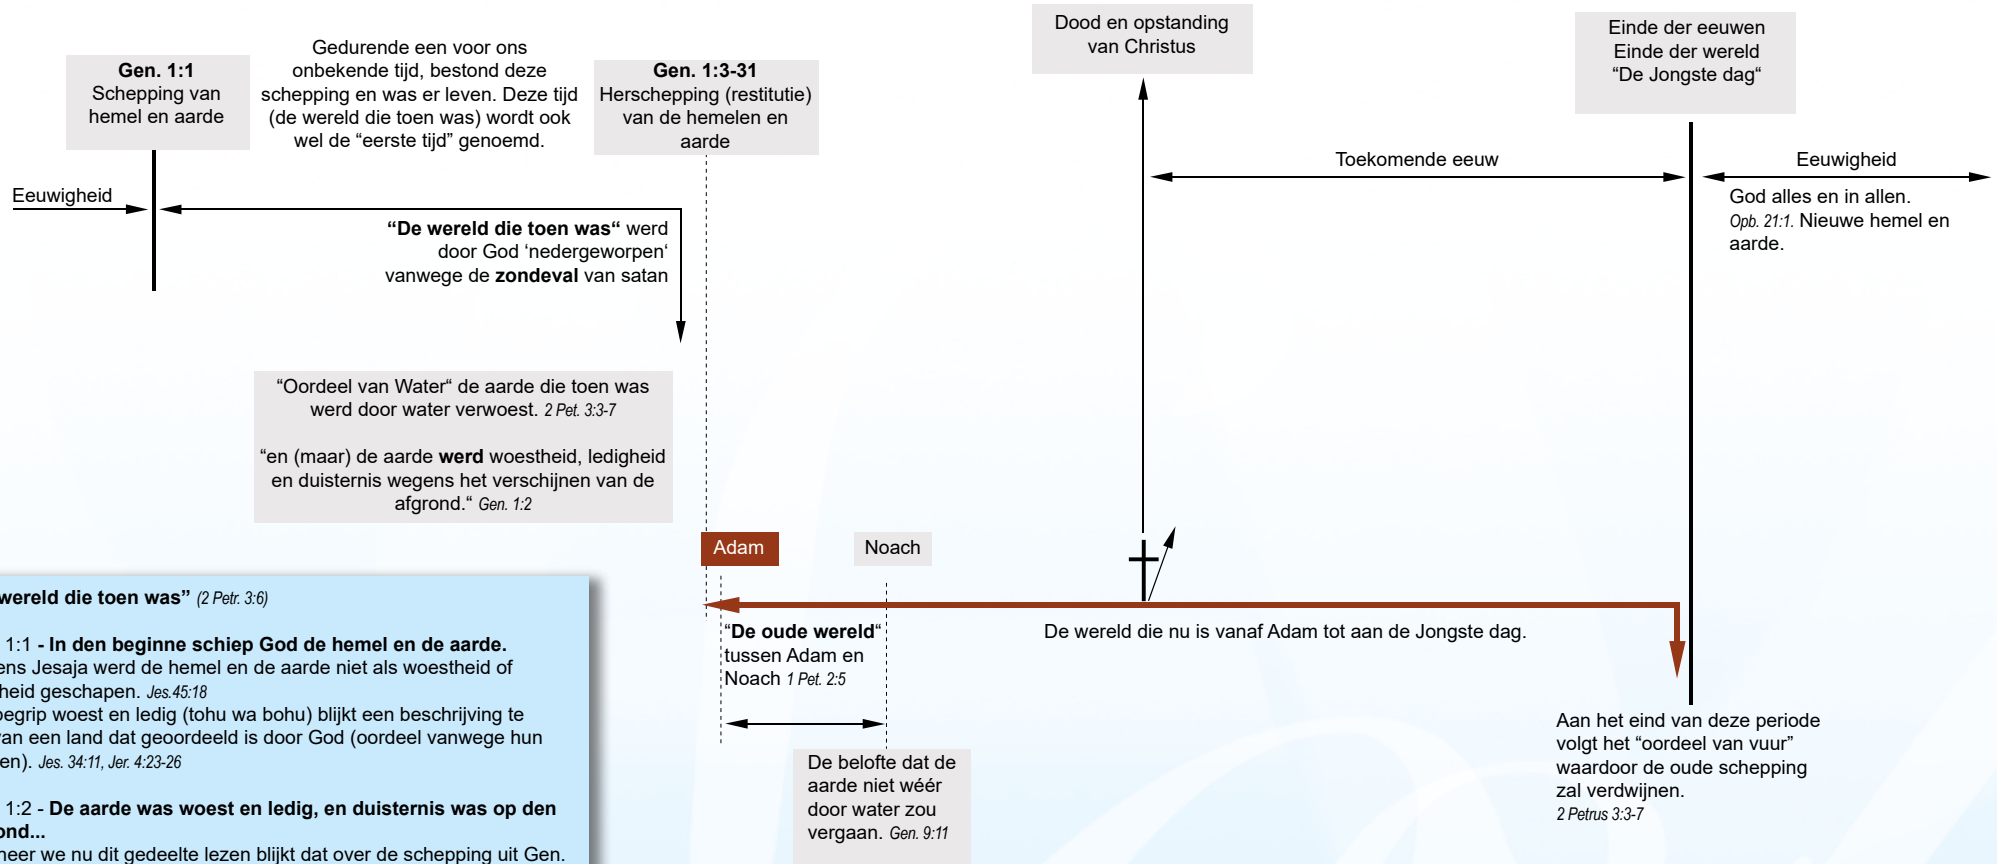 Gen. 1:1
Schepping van
hemel en aarde
Gedurende een voor ons
onbekende tijd, bestond deze
schepping en was er leven. Deze tijd
(de wereld die toen was) wordt ook
wel de “eerste tijd” genoemd.
Gen. 1:3-31
Herschepping (restitutie)
van de hemelen en
aarde
Dood en opstanding
van Christus
Einde der eeuwen
Einde der wereld
“De Jongste dag“
Eeuwigheid
Toekomende eeuw
Eeuwigheid
God alles en in allen.
Opb. 21:1. Nieuwe hemel en
aarde.
“De wereld die toen was“ werd
door God ‘nedergeworpen‘
vanwege de zondeval van satan
“Oordeel van Water“ de aarde die toen was
werd door water verwoest. 2 Pet. 3:3-7
“en (maar) de aarde werd woestheid, ledigheid
en duisternis wegens het verschijnen van de
afgrond.“ Gen. 1:2
Adam
Noach
“De oude wereld“
tussen Adam en
Noach 1 Pet. 2:5
De wereld die nu is vanaf Adam tot aan de Jongste dag.
De belofte dat de
aarde niet wéér
door water zou
vergaan. Gen. 9:11
Aan het eind van deze periode
volgt het “oordeel van vuur”
waardoor de oude schepping
zal verdwijnen.
2 Petrus 3:3-7
wereld die toen was” (2 Petr. 3:6)
1:1 - In den beginne schiep God de hemel en de aarde.
ens Jesaja werd de hemel en de aarde niet als woestheid of
heid geschapen. Jes.45:18
begrip woest en ledig (tohu wa bohu) blijkt een beschrijving te
van een land dat geoordeeld is door God (oordeel vanwege hun
en). Jes. 34:11, Jer. 4:23-26
1:2 - De aarde was woest en ledig, en duisternis was op den
ond...
neer we nu dit gedeelte lezen blijkt dat over de schepping uit Gen.